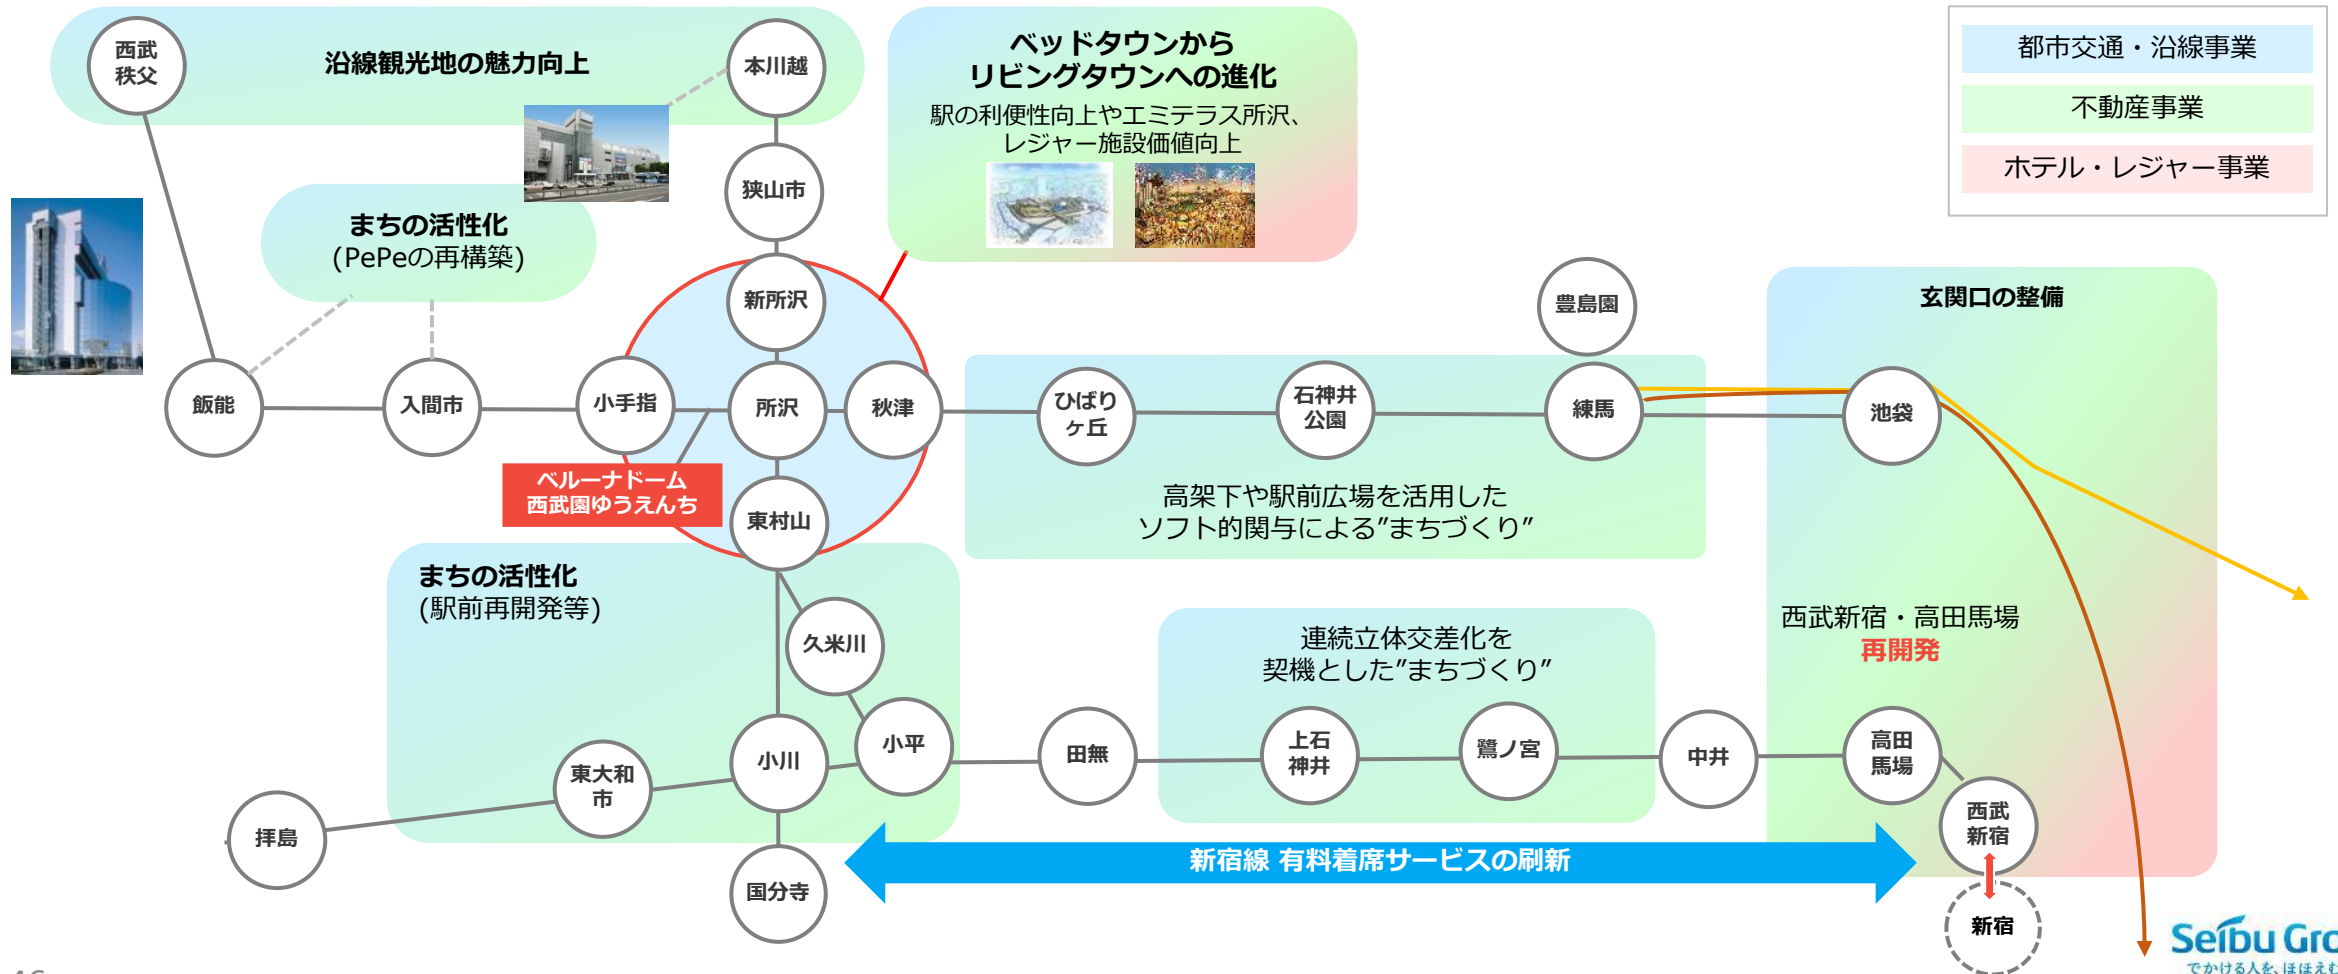 西武
秩父
沿線観光地の魅力向上
本川越
ベッドタウンから
リビングタウンへの進化
駅の利便性向上やエミテラス所沢、
レジャー施設価値向上
都市交通・沿線事業
不動産事業
ホテル・レジャー事業
狭山市
まちの活性化
(PePeの再構築)
新所沢
豊島園
玄関口の整備
飯能
入間市
小手指
所沢
秋津
ひばり
ヶ丘
石神井
公園
練馬
池袋
ベルーナドーム
西武園ゆうえんち
東村山
高架下や駅前広場を活用した
ソフト的関与による”まちづくり”
まちの活性化
(駅前再開発等)
久米川
連続立体交差化を
契機とした”まちづくり”
西武新宿・高田馬場
再開発
東大和
市
小川
小平
田無
上石
神井
鷺ノ宮
中井
高田
馬場
西武
新宿
拝島
国分寺
新宿線 有料着席サービスの刷新
新宿
Seibu Gro
でかける人を、ほほえむ